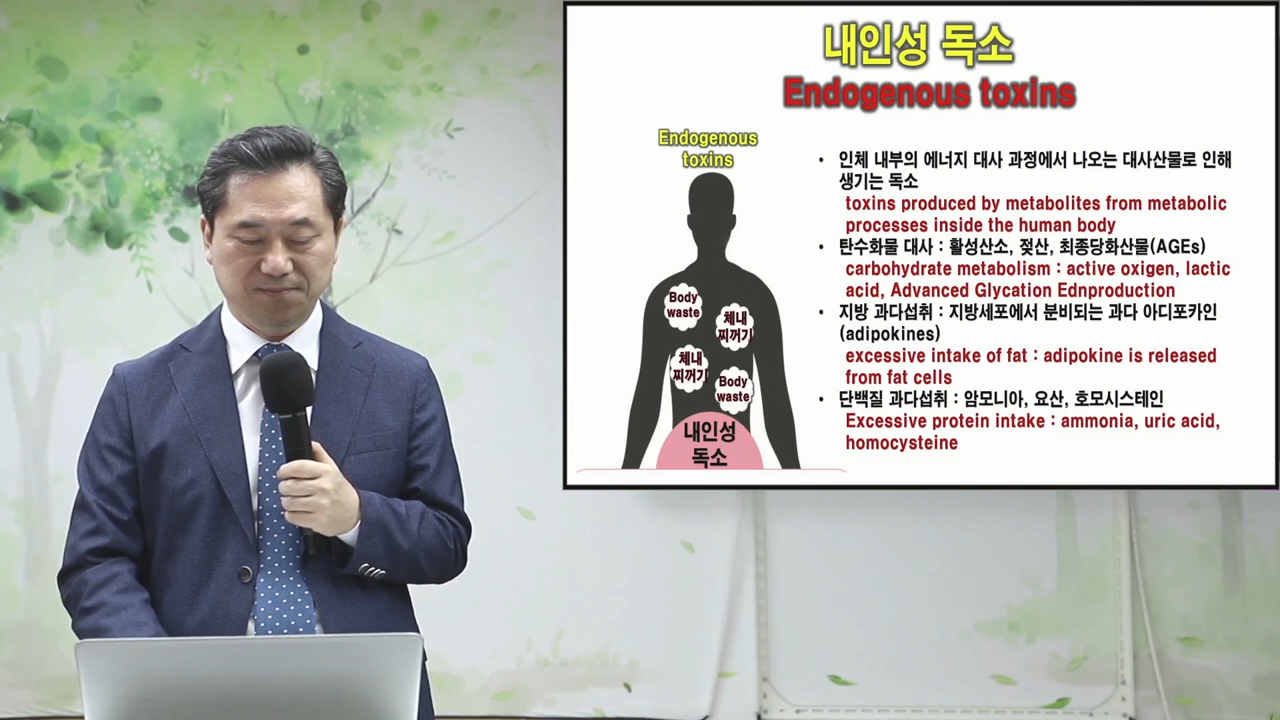 내인성 독소
Endogenous toxins
Endogenous
toxins
Body
waste
체내
찌꺼기
체내
찌꺼기
Body
waste
내인성
독소
• 인체 내부의 에너지 대사 과정에서 나오는 대사산물로 인해
생기는 독소
toxins produced by metabolites from metabolic
processes inside the human body
• 탄수화물 대사 : 활성산소, 젖산, 최종당화산물(AGEs)
carbohydrate metabolism : active oxigen, lactic
acid, Advanced Glycation Ednproduction
• 지방 과다섭취 : 지방세포에서 분비되는 과다 아디포카인
(adipokines)
excessive intake of fat : adipokine is released
from fat cells
• 단백질 과다섭취 : 암모니아, 요산, 호모시스테인
Excessive protein intake : ammonia, uric acid,
homocysteine